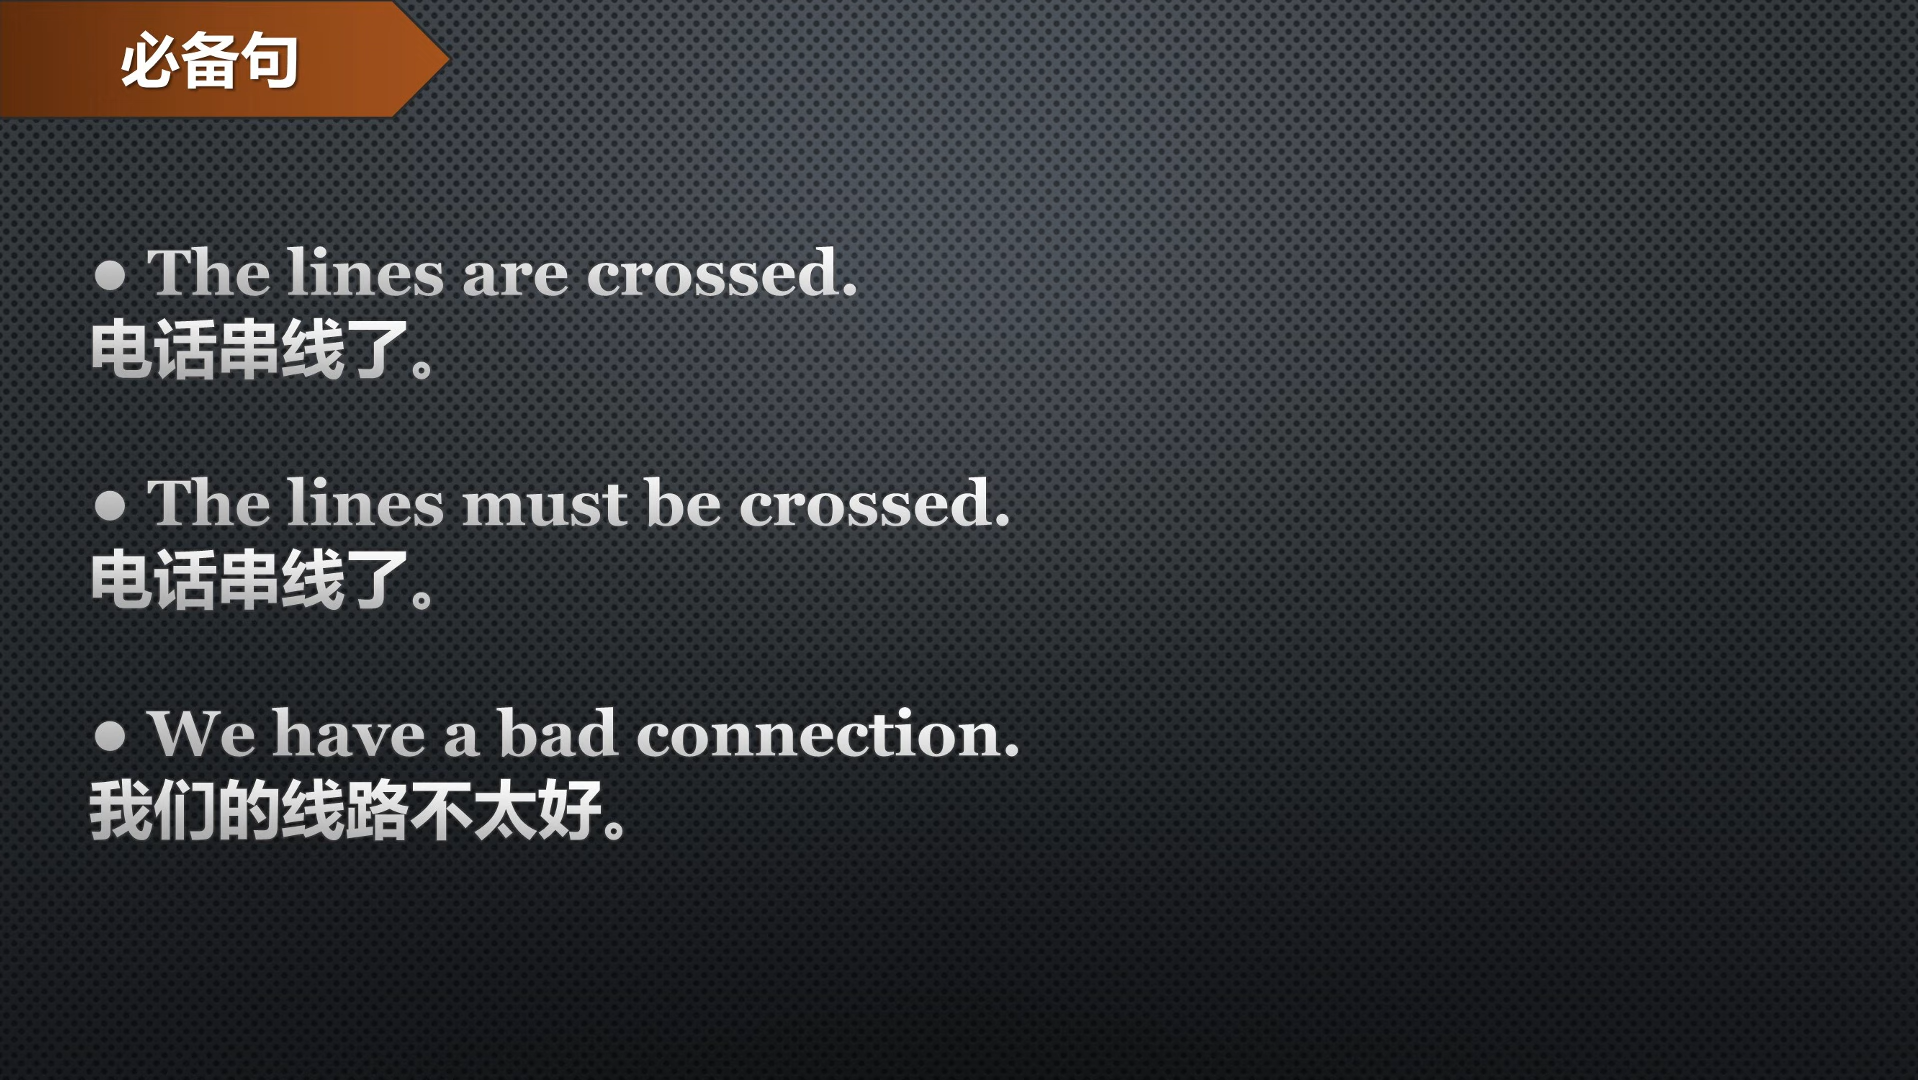 必备句
● The lines are crossed.
电话串线了。
● The lines must be crossed.
电话串线了。
● We have a bad connection.
我们的线路不太好。